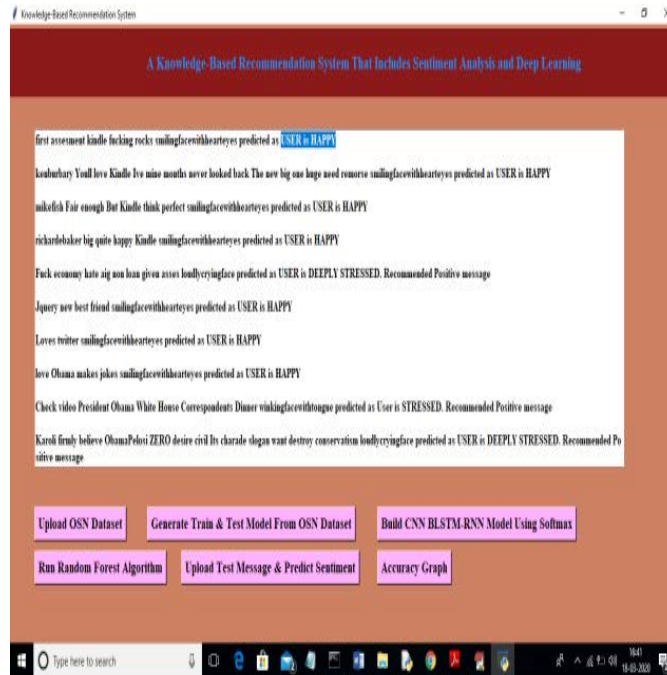 Knowledge-Based Recommendation System
A Knowledge-Based Recommendation System That Includes Sentiment Analysis and Deep Learning
first assesment kindle fucking rocks smilingfacewithhearteyes predicted as USER is HAPPY
kenburbary Youll love Kindle Ive mine months never looked back The new big one huge need remorse smilingfacewithhearteyes predicted as USER is HAPPY
mikefish Fair enough But Kindle think perfect smilingfacewithhearteyes predicted as USER is HAPPY
richardebaker big quite happy Kindle smilingfacewithhearteyes predicted as USER is HAPPY
Fuck economy hate aig non loan given asses loudlycryingface predicted as USER is DEEPLY STRESSED. Recommended Positive message
Jquery new best friend smilingfacewithhearteyes predicted as USER is HAPPY
Loves twitter smilingfacewithhearteyes predicted as USER is HAPPY
love Obama makes jokes smilingfacewithhearteyes predicted as USER is HAPPY
Check video President Obama White House Correspondents Dinner winkingfacewithtongue predicted as User is STRESSED. Recommended Positive message
Karoli firmly believe ObamaPelosi ZERO desire civil Its charade slogan want destroy conservatism loudlycryingface predicted as USER is DEEPLY STRESSED. Recommended Po
sitive message
Upload OSN Dataset
Generate Train & Test Model From OSN Dataset
Build CNN BLSTM-RNN Model Using Softmax
Run Random Forest Algorithm
Upload Test Message & Predict Sentiment
Accuracy Graph
Type here to search
16:41
18-03-2020